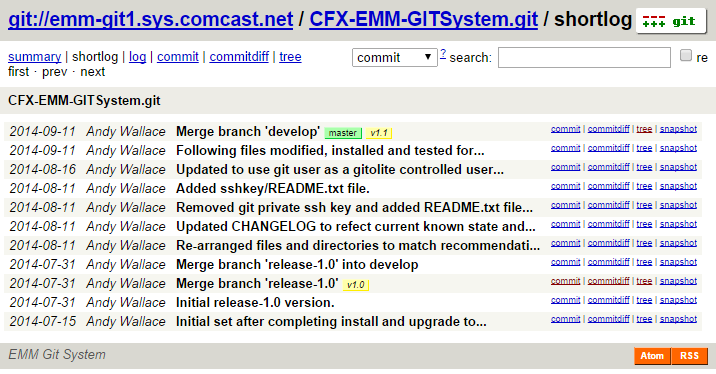 git://emm-git1.sys.comcast.net / CFX-EMM-GITSystem.git / shortlog git
summary | shortlog | log | commit | commitdiff | tree commit ? search: re
first · prev · next
CFX-EMM-GITSystem.git
2014-09-11 Andy Wallace Merge branch 'develop' master v1.1 commit | commitdiff | tree | snapshot
2014-09-11 Andy Wallace Following files modified, installed and tested for... commit | commitdiff | tree | snapshot
2014-08-16 Andy Wallace Updated to use git user as a gitolite controlled user... commit | commitdiff | tree | snapshot
2014-08-11 Andy Wallace Added sshkey/README.txt file. commit | commitdiff | tree | snapshot
2014-08-11 Andy Wallace Removed git private ssh key and added README.txt file... commit | commitdiff | tree | snapshot
2014-08-11 Andy Wallace Updated CHANGELOG to refect current known state and... commit | commitdiff | tree | snapshot
2014-08-11 Andy Wallace Re-arranged files and directories to match recommendati... commit | commitdiff | tree | snapshot
2014-07-31 Andy Wallace Merge branch 'release-1.0' into develop commit | commitdiff | tree | snapshot
2014-07-31 Andy Wallace Merge branch 'release-1.0' v1.0 commit | commitdiff | tree | snapshot
2014-07-31 Andy Wallace Initial release-1.0 version. commit | commitdiff | tree | snapshot
2014-07-15 Andy Wallace Initial set after completing install and upgrade to... commit | commitdiff | tree | snapshot
EMM Git System Atom RSS